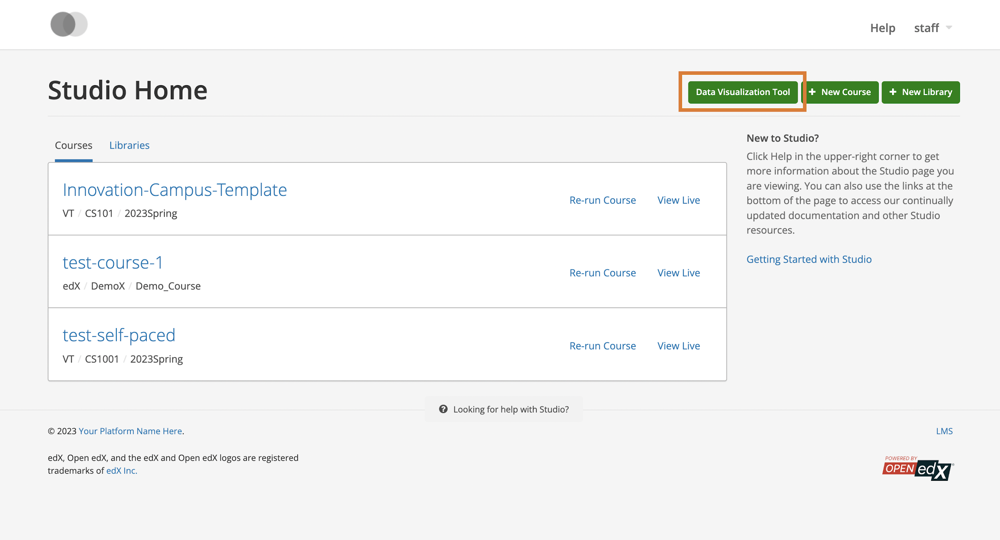 Help staff
Studio Home
Data Visualization Tool
+ New Course
+ New Library
Courses Libraries
Innovation-Campus-Template
VT / CS101 / 2023Spring
Re-run Course View Live
test-course-1
edX / DemoX / Demo_Course
Re-run Course View Live
test-self-paced
VT / CS1001 / 2023Spring
Re-run Course View Live
New to Studio?
Click Help in the upper-right corner to get
more information about the Studio page you
are viewing. You can also use the links at the
bottom of the page to access our continually
updated documentation and other Studio
resources.
Getting Started with Studio
Looking for help with Studio?
© 2023 Your Platform Name Here.
LMS
edX, Open edX, and the edX and Open edX logos are registered
trademarks of edX Inc.
POWERED BY
OPEN edX®